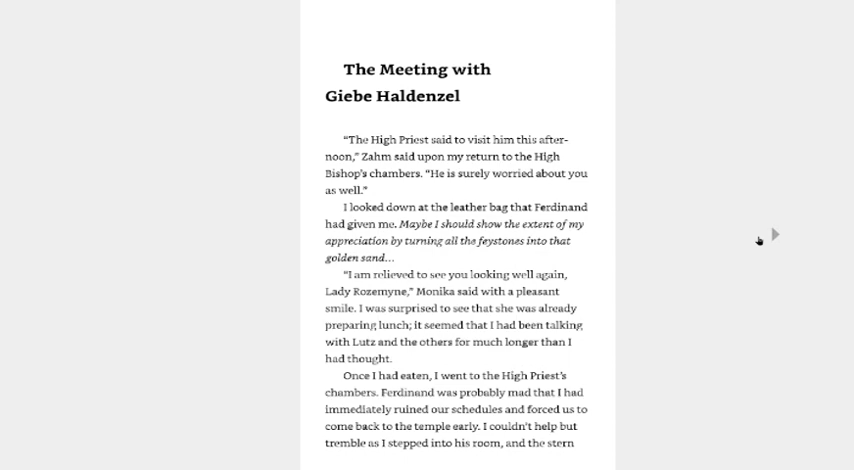 The Meeting with
Giebe Haldenzel
“The High Priest said to visit him this after-
noon,” Zahm said upon my return to the High
Bishop’s chambers. “He is surely worried about you
as well.”
I looked down at the leather bag that Ferdinand
had given me. Maybe I should show the extent of my
appreciation by turning all the feystones into that
golden sand...
“I am relieved to see you looking well again,
Lady Rozemyne,” Monika said with a pleasant
smile. I was surprised to see that she was already
preparing lunch; it seemed that I had been talking
with Lutz and the others for much longer than I
had thought.
Once I had eaten, I went to the High Priest’s
chambers. Ferdinand was probably mad that I had
immediately ruined our schedules and forced us to
come back to the temple early. I couldn’t help but
tremble as I stepped into his room, and the stern